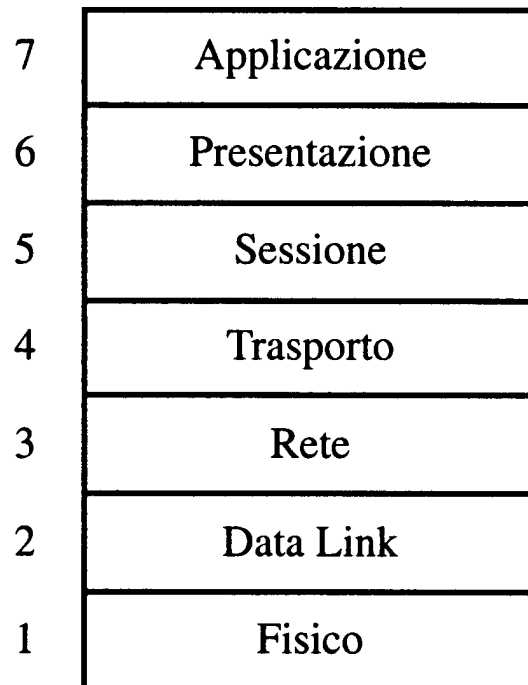 7 Applicazione
6 Presentazione
5 Sessione
4 Trasporto
3 Rete
2 Data Link
1 Fisico